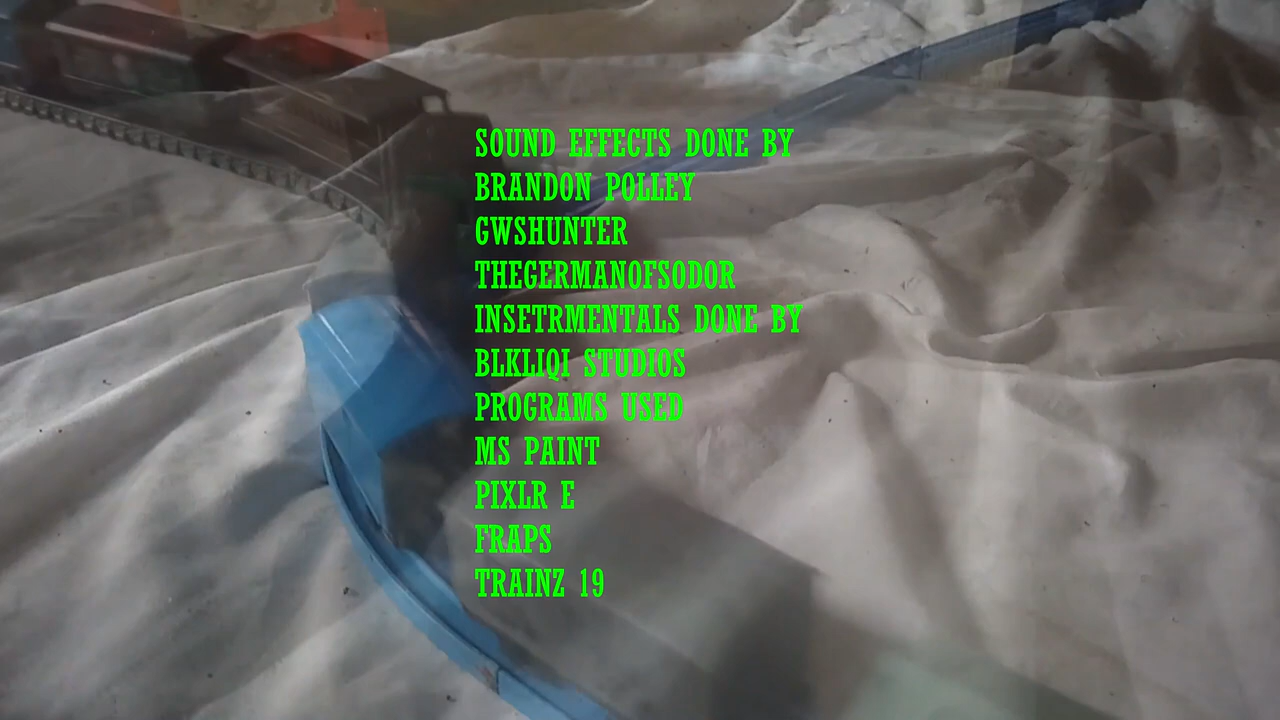 SOUND EFFECTS DONE BY
BRANDON POLLEY
GWSHUNTER
THEGERMANOFSODOR
INSETRMENTALS DONE BY
BLKLIQI STUDIOS
PROGRAMS USED
MS PAINT
PIXLR E
FRAPS
TRAINZ 19